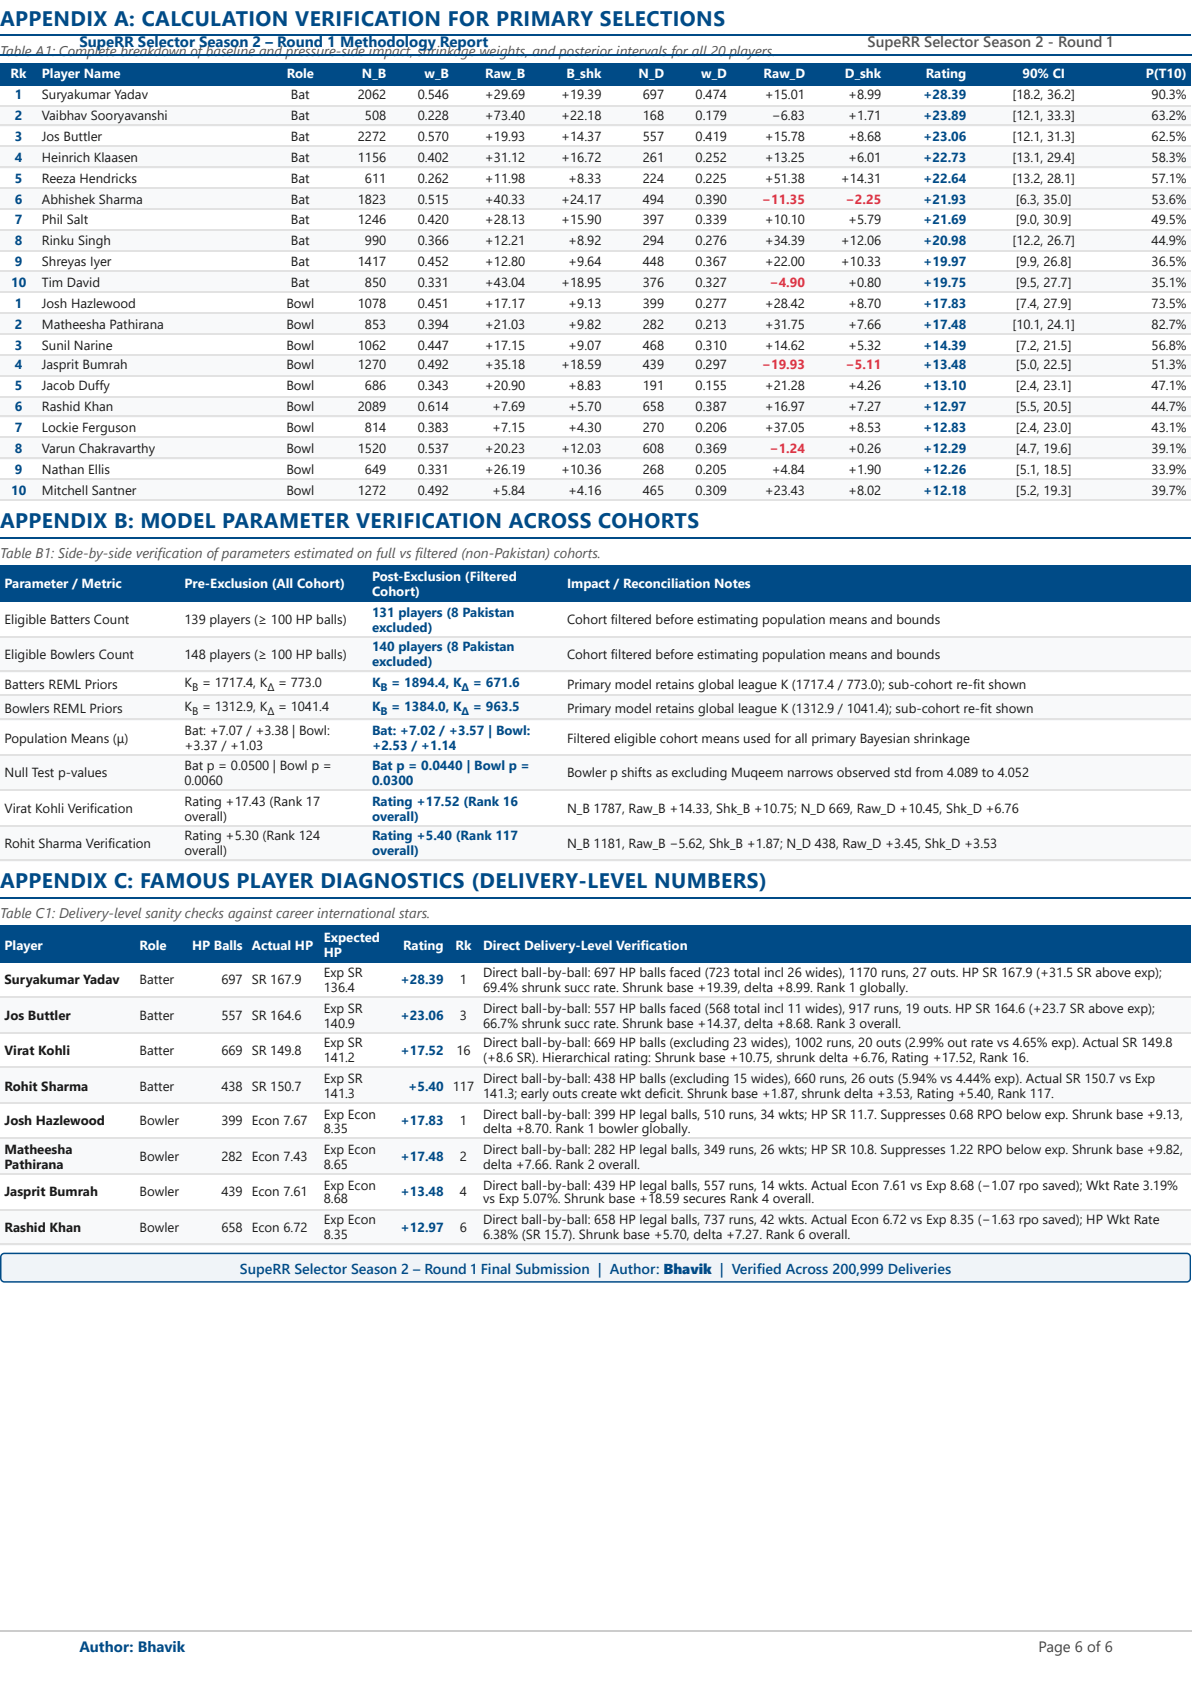 APPENDIX A: CALCULATION VERIFICATION FOR PRIMARY SELECTIONS
SupeRR Selector Season 2 – Round 1 Methodology Report SupeRR Selector Season 2 - Round 1
Table A1: Complete breakdown of baseline and pressure-side impact, shrinkage weights, and posterior intervals for all 20 players.
Rk Player Name Role N_B w_B Raw_B B_shk N_D w_D Raw_D D_shk Rating 90% CI P(T10)
1 Suryakumar Yadav Bat 2062 0.546 +29.69 +19.39 697 0.474 +15.01 +8.99 +28.39 [18.2, 36.2] 90.3%
2 Vaibhav Sooryavanshi Bat 508 0.228 +73.40 +22.18 168 0.179 −6.83 +1.71 +23.89 [12.1, 33.3] 63.2%
3 Jos Buttler Bat 2272 0.570 +19.93 +14.37 557 0.419 +15.78 +8.68 +23.06 [12.1, 31.3] 62.5%
4 Heinrich Klaasen Bat 1156 0.402 +31.12 +16.72 261 0.252 +13.25 +6.01 +22.73 [13.1, 29.4] 58.3%
5 Reeza Hendricks Bat 611 0.262 +11.98 +8.33 224 0.225 +51.38 +14.31 +22.64 [13.2, 28.1] 57.1%
6 Abhishek Sharma Bat 1823 0.515 +40.33 +24.17 494 0.390 −11.35 −2.25 +21.93 [6.3, 35.0] 53.6%
7 Phil Salt Bat 1246 0.420 +28.13 +15.90 397 0.339 +10.10 +5.79 +21.69 [9.0, 30.9] 49.5%
8 Rinku Singh Bat 990 0.366 +12.21 +8.92 294 0.276 +34.39 +12.06 +20.98 [12.2, 26.7] 44.9%
9 Shreyas Iyer Bat 1417 0.452 +12.80 +9.64 448 0.367 +22.00 +10.33 +19.97 [9.9, 26.8] 36.5%
10 Tim David Bat 850 0.331 +43.04 +18.95 376 0.327 −4.90 +0.80 +19.75 [9.5, 27.7] 35.1%
1 Josh Hazlewood Bowl 1078 0.451 +17.17 +9.13 399 0.277 +28.42 +8.70 +17.83 [7.4, 27.9] 73.5%
2 Matheesha Pathirana Bowl 853 0.394 +21.03 +9.82 282 0.213 +31.75 +7.66 +17.48 [10.1, 24.1] 82.7%
3 Sunil Narine Bowl 1062 0.447 +17.15 +9.07 468 0.310 +14.62 +5.32 +14.39 [7.2, 21.5] 56.8%
4 Jasprit Bumrah Bowl 1270 0.492 +35.18 +18.59 439 0.297 −19.93 −5.11 +13.48 [5.0, 22.5] 51.3%
5 Jacob Duffy Bowl 686 0.343 +20.90 +8.83 191 0.155 +21.28 +4.26 +13.10 [2.4, 23.1] 47.1%
6 Rashid Khan Bowl 2089 0.614 +7.69 +5.70 658 0.387 +16.97 +7.27 +12.97 [5.5, 20.5] 44.7%
7 Lockie Ferguson Bowl 814 0.383 +7.15 +4.30 270 0.206 +37.05 +8.53 +12.83 [2.4, 23.0] 43.1%
8 Varun Chakravarthy Bowl 1520 0.537 +20.23 +12.03 608 0.369 −1.24 +0.26 +12.29 [4.7, 19.6] 39.1%
9 Nathan Ellis Bowl 649 0.331 +26.19 +10.36 268 0.205 +4.84 +1.90 +12.26 [5.1, 18.5] 33.9%
10 Mitchell Santner Bowl 1272 0.492 +5.84 +4.16 465 0.309 +23.43 +8.02 +12.18 [5.2, 19.3] 39.7%
APPENDIX B: MODEL PARAMETER VERIFICATION ACROSS COHORTS
Table B1: Side-by-side verification of parameters estimated on full vs filtered (non-Pakistan) cohorts.
Parameter / Metric Pre-Exclusion (All Cohort) Post-Exclusion (Filtered Cohort) Impact / Reconciliation Notes
Eligible Batters Count 139 players (≥ 100 HP balls) 131 players (8 Pakistan excluded) Cohort filtered before estimating population means and bounds
Eligible Bowlers Count 148 players (≥ 100 HP balls) 140 players (8 Pakistan excluded) Cohort filtered before estimating population means and bounds
Batters REML Priors K_B = 1717.4, K_Δ = 773.0 K_B = 1894.4, K_Δ = 671.6 Primary model retains global league K (1717.4 / 773.0); sub-cohort re-fit shown
Bowlers REML Priors K_B = 1312.9, K_Δ = 1041.4 K_B = 1384.0, K_Δ = 963.5 Primary model retains global league K (1312.9 / 1041.4); sub-cohort re-fit shown
Population Means (μ) Bat: +7.07 / +3.38 | Bowl: +3.37 / +1.03 Bat: +7.02 / +3.57 | Bowl: +2.53 / +1.14 Filtered eligible cohort means used for all primary Bayesian shrinkage
Null Test p-values Bat p = 0.0500 | Bowl p = 0.0060 Bat p = 0.0440 | Bowl p = 0.0300 Bowler p shifts as excluding Muqeem narrows observed std from 4.089 to 4.052
Virat Kohli Verification Rating +17.43 (Rank 17 overall) Rating +17.52 (Rank 16 overall) N_B 1787, Raw_B +14.33, Shk_B +10.75; N_D 669, Raw_D +10.45, Shk_D +6.76
Rohit Sharma Verification Rating +5.30 (Rank 124 overall) Rating +5.40 (Rank 117 overall) N_B 1181, Raw_B −5.62, Shk_B +1.87; N_D 438, Raw_D +3.45, Shk_D +3.53
APPENDIX C: FAMOUS PLAYER DIAGNOSTICS (DELIVERY-LEVEL NUMBERS)
Table C1: Delivery-level sanity checks against career international stars.
Player Role HP Balls Actual HP Expected HP Rating Rk Direct Delivery-Level Verification
Suryakumar Yadav Batter 697 SR 167.9 Exp SR 136.4 +28.39 1 Direct ball-by-ball: 697 HP balls faced (723 total incl 26 wides), 1170 runs, 27 outs. HP SR 167.9 (+31.5 SR above exp);
69.4% shrunk succ rate. Shrunk base +19.39, delta +8.99. Rank 1 globally.
Jos Buttler Batter 557 SR 164.6 Exp SR 140.9 +23.06 3 Direct ball-by-ball: 557 HP balls faced (568 total incl 11 wides), 917 runs, 19 outs. HP SR 164.6 (+23.7 SR above exp);
66.7% shrunk succ rate. Shrunk base +14.37, delta +8.68. Rank 3 overall.
Virat Kohli Batter 669 SR 149.8 Exp SR 141.2 +17.52 16 Direct ball-by-ball: 669 HP balls (excluding 23 wides), 1002 runs, 20 outs (2.99% out rate vs 4.65% exp). Actual SR 149.8
(+8.6 SR). Hierarchical rating: Shrunk base +10.75, shrunk delta +6.76, Rating +17.52, Rank 16.
Rohit Sharma Batter 438 SR 150.7 Exp SR 141.3 +5.40 117 Direct ball-by-ball: 438 HP balls (excluding 15 wides), 660 runs, 26 outs (5.94% vs 4.44% exp). Actual SR 150.7 vs Exp
141.3; early outs create wkt deficit. Shrunk base +1.87, shrunk delta +3.53, Rating +5.40, Rank 117.
Josh Hazlewood Bowler 399 Econ 7.67 Exp Econ 8.35 +17.83 1 Direct ball-by-ball: 399 HP legal balls, 510 runs, 34 wkts; HP SR 11.7. Suppresses 0.68 RPO below exp. Shrunk base +9.13,
delta +8.70. Rank 1 bowler globally.
Matheesha Pathirana Bowler 282 Econ 7.43 Exp Econ 8.65 +17.48 2 Direct ball-by-ball: 282 HP legal balls, 349 runs, 26 wkts; HP SR 10.8. Suppresses 1.22 RPO below exp. Shrunk base +9.82,
delta +7.66. Rank 2 overall.
Jasprit Bumrah Bowler 439 Econ 7.61 Exp Econ 8.68 +13.48 4 Direct ball-by-ball: 439 HP legal balls, 557 runs, 14 wkts. Actual Econ 7.61 vs Exp 8.68 (−1.07 rpo saved); Wkt Rate 3.19%
vs Exp 5.07%. Shrunk base +18.59 secures Rank 4 overall.
Rashid Khan Bowler 658 Econ 6.72 Exp Econ 8.35 +12.97 6 Direct ball-by-ball: 658 HP legal balls, 737 runs, 42 wkts. Actual Econ 6.72 vs Exp 8.35 (−1.63 rpo saved); HP Wkt Rate
6.38% (SR 15.7). Shrunk base +5.70, delta +7.27. Rank 6 overall.
SupeRR Selector Season 2 – Round 1 Final Submission | Author: Bhavik | Verified Across 200,999 Deliveries
Author: Bhavik Page 6 of 6